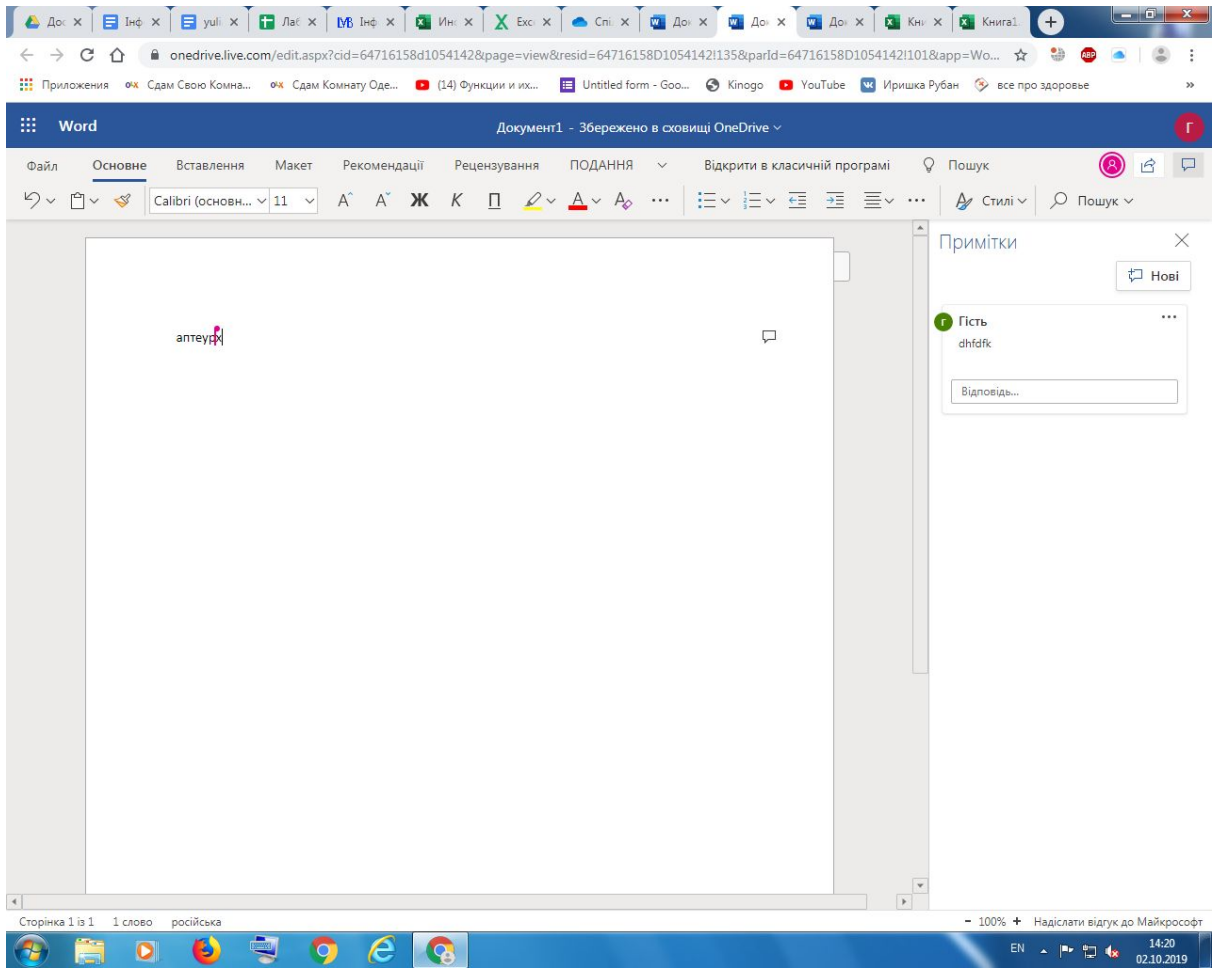 Дос Інф yuli Лаб Інф Инс Exce Спі Док Док Док Кни Книга1.
onedrive.live.com/edit.aspx?cid=64716158d1054142&page=view&resid=64716158D1054142!135&parId=64716158D1054142!101&app=Wo...
Приложения Сдам Свою Комна... Сдам Комнату Оде... (14) Функции и их... Untitled form - Goo... Kinogo YouTube Иришка Рубан все про здоровье »
Word Документ1 - Збережено в сховищі OneDrive Г
Файл Основне Вставлення Макет Рекомендації Рецензування ПОДАННЯ Відкрити в класичній програмі Пошук
Calibri (основн... 11 A A Ж К П A A ... Стилі Пошук
Примітки
Нові
Г Гість
аптеурх
dhfdfk
Відповідь...
Сторінка 1 із 1 1 слово російська - 100% + Надіслати відгук до Майкрософт
EN 14:20
02.10.2019